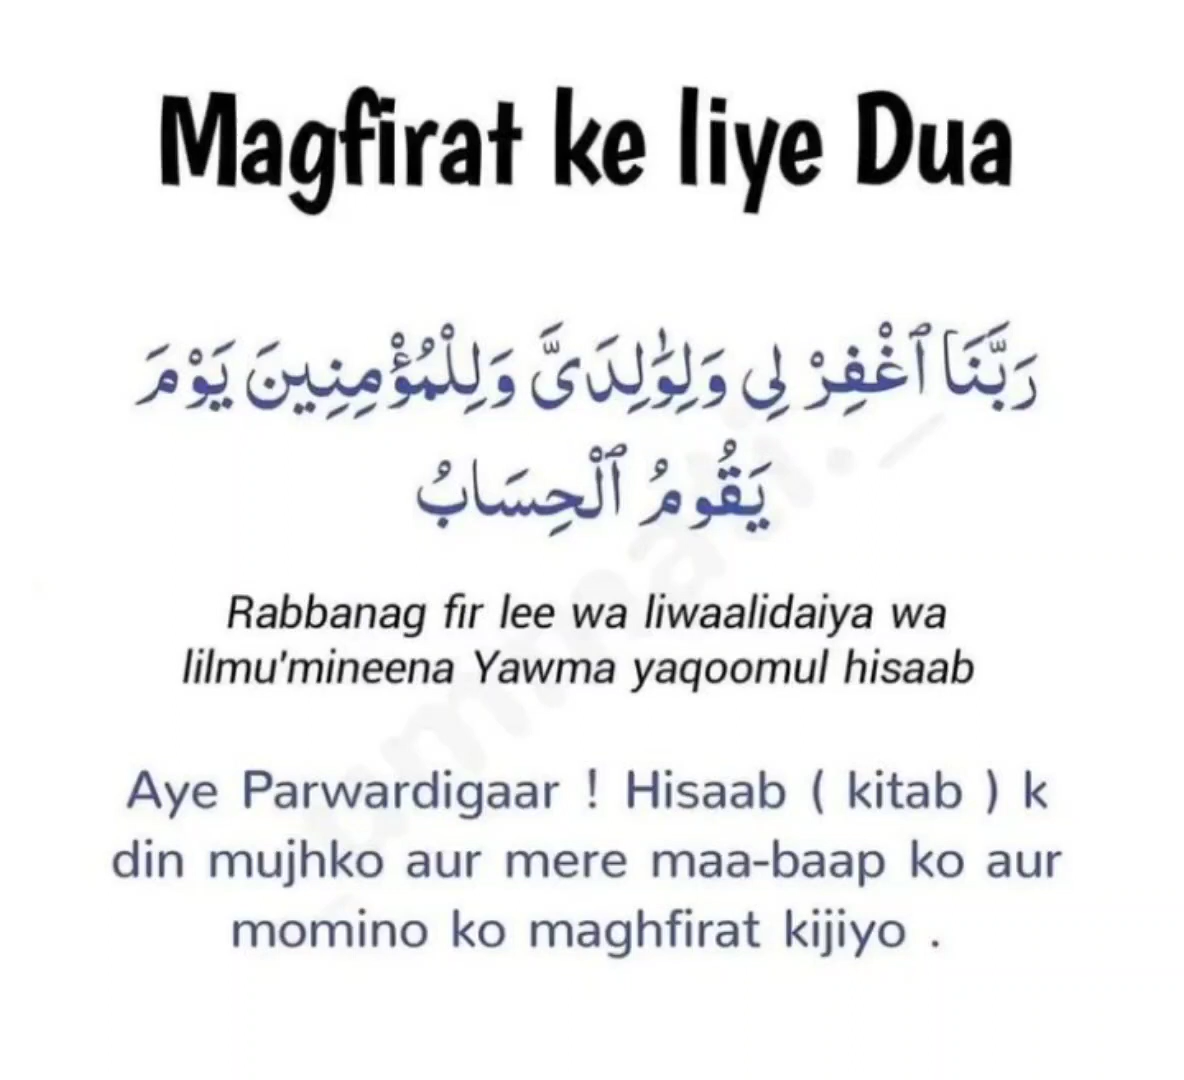 Magfirat ke liye Dua
رَبَّنَا ٱغْفِرْ لِى وَلِوَٰلِدَىَّ وَلِلْمُؤْمِنِينَ يَوْمَ
يَقُومُ ٱلْحِسَابُ
Rabbanag fir lee wa liwaalidaiya wa
lilmu'mineena Yawma yaqoomul hisaab
Aye Parwardigaar ! Hisaab ( kitab ) k
din mujhko aur mere maa-baap ko aur
momino ko maghfirat kijiyo .